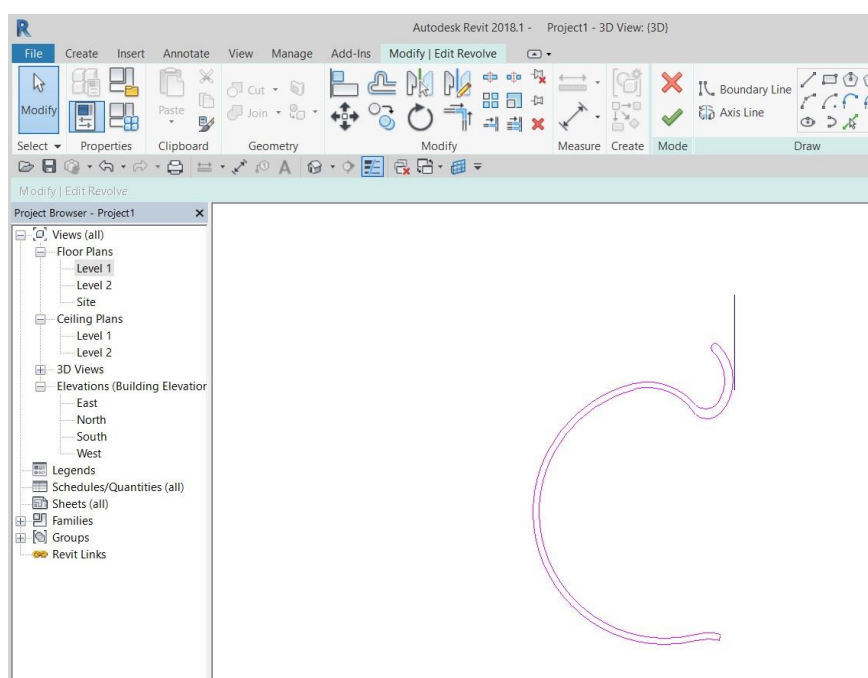 R
Autodesk Revit 2018.1 - Project1 - 3D View: {3D}
File Create Insert Annotate View Manage Add-Ins Modify | Edit Revolve
Modify
Paste
Cut
Join
Boundary Line
Axis Line
Select Properties Clipboard Geometry Modify Measure Create Mode Draw
A
Modify | Edit Revolve
Project Browser - Project1
Views (all)
Floor Plans
Level 1
Level 2
Site
Ceiling Plans
Level 1
Level 2
3D Views
Elevations (Building Elevation
East
North
South
West
Legends
Schedules/Quantities (all)
Sheets (all)
Families
Groups
Revit Links